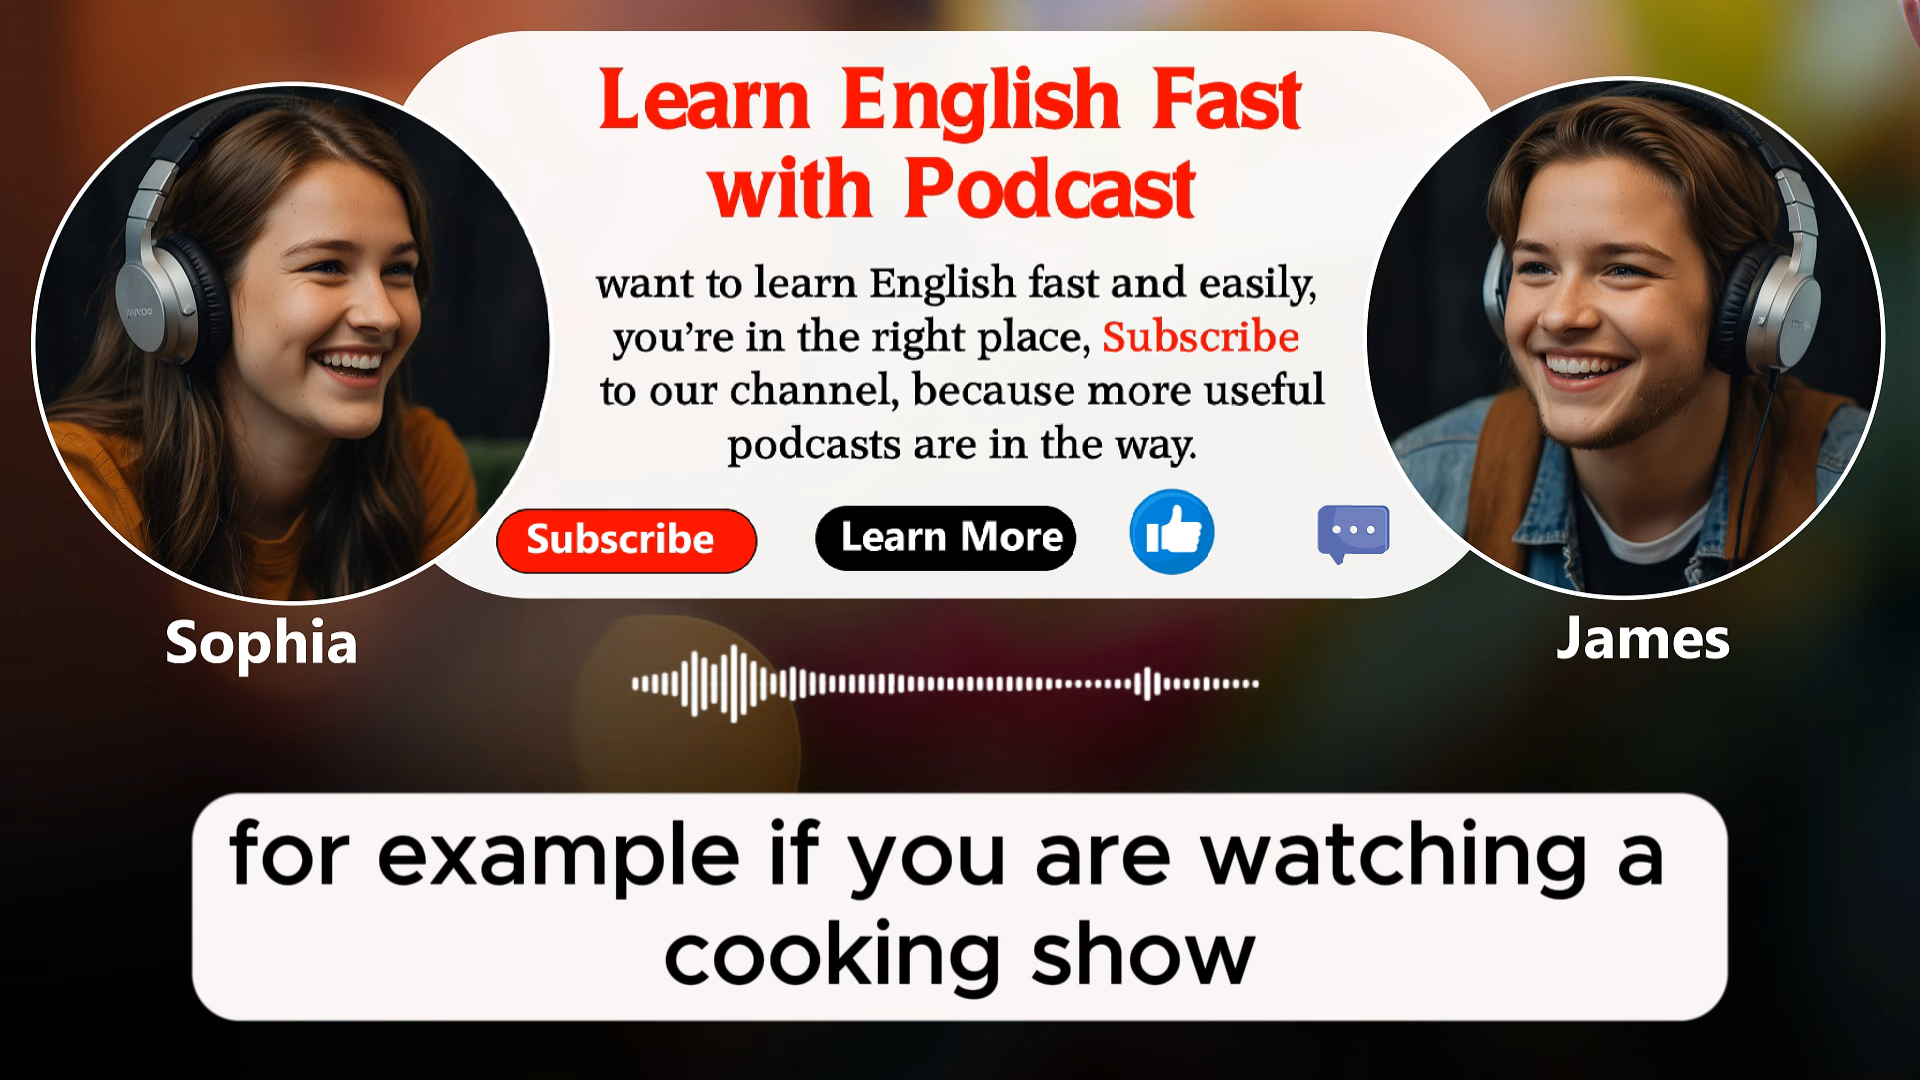 Learn English Fast
with Podcast
want to learn English fast and easily,
you're in the right place, Subscribe
to our channel, because more useful
podcasts are in the way.
Subscribe
Learn More
Sophia
James
for example if you are watching a
cooking show